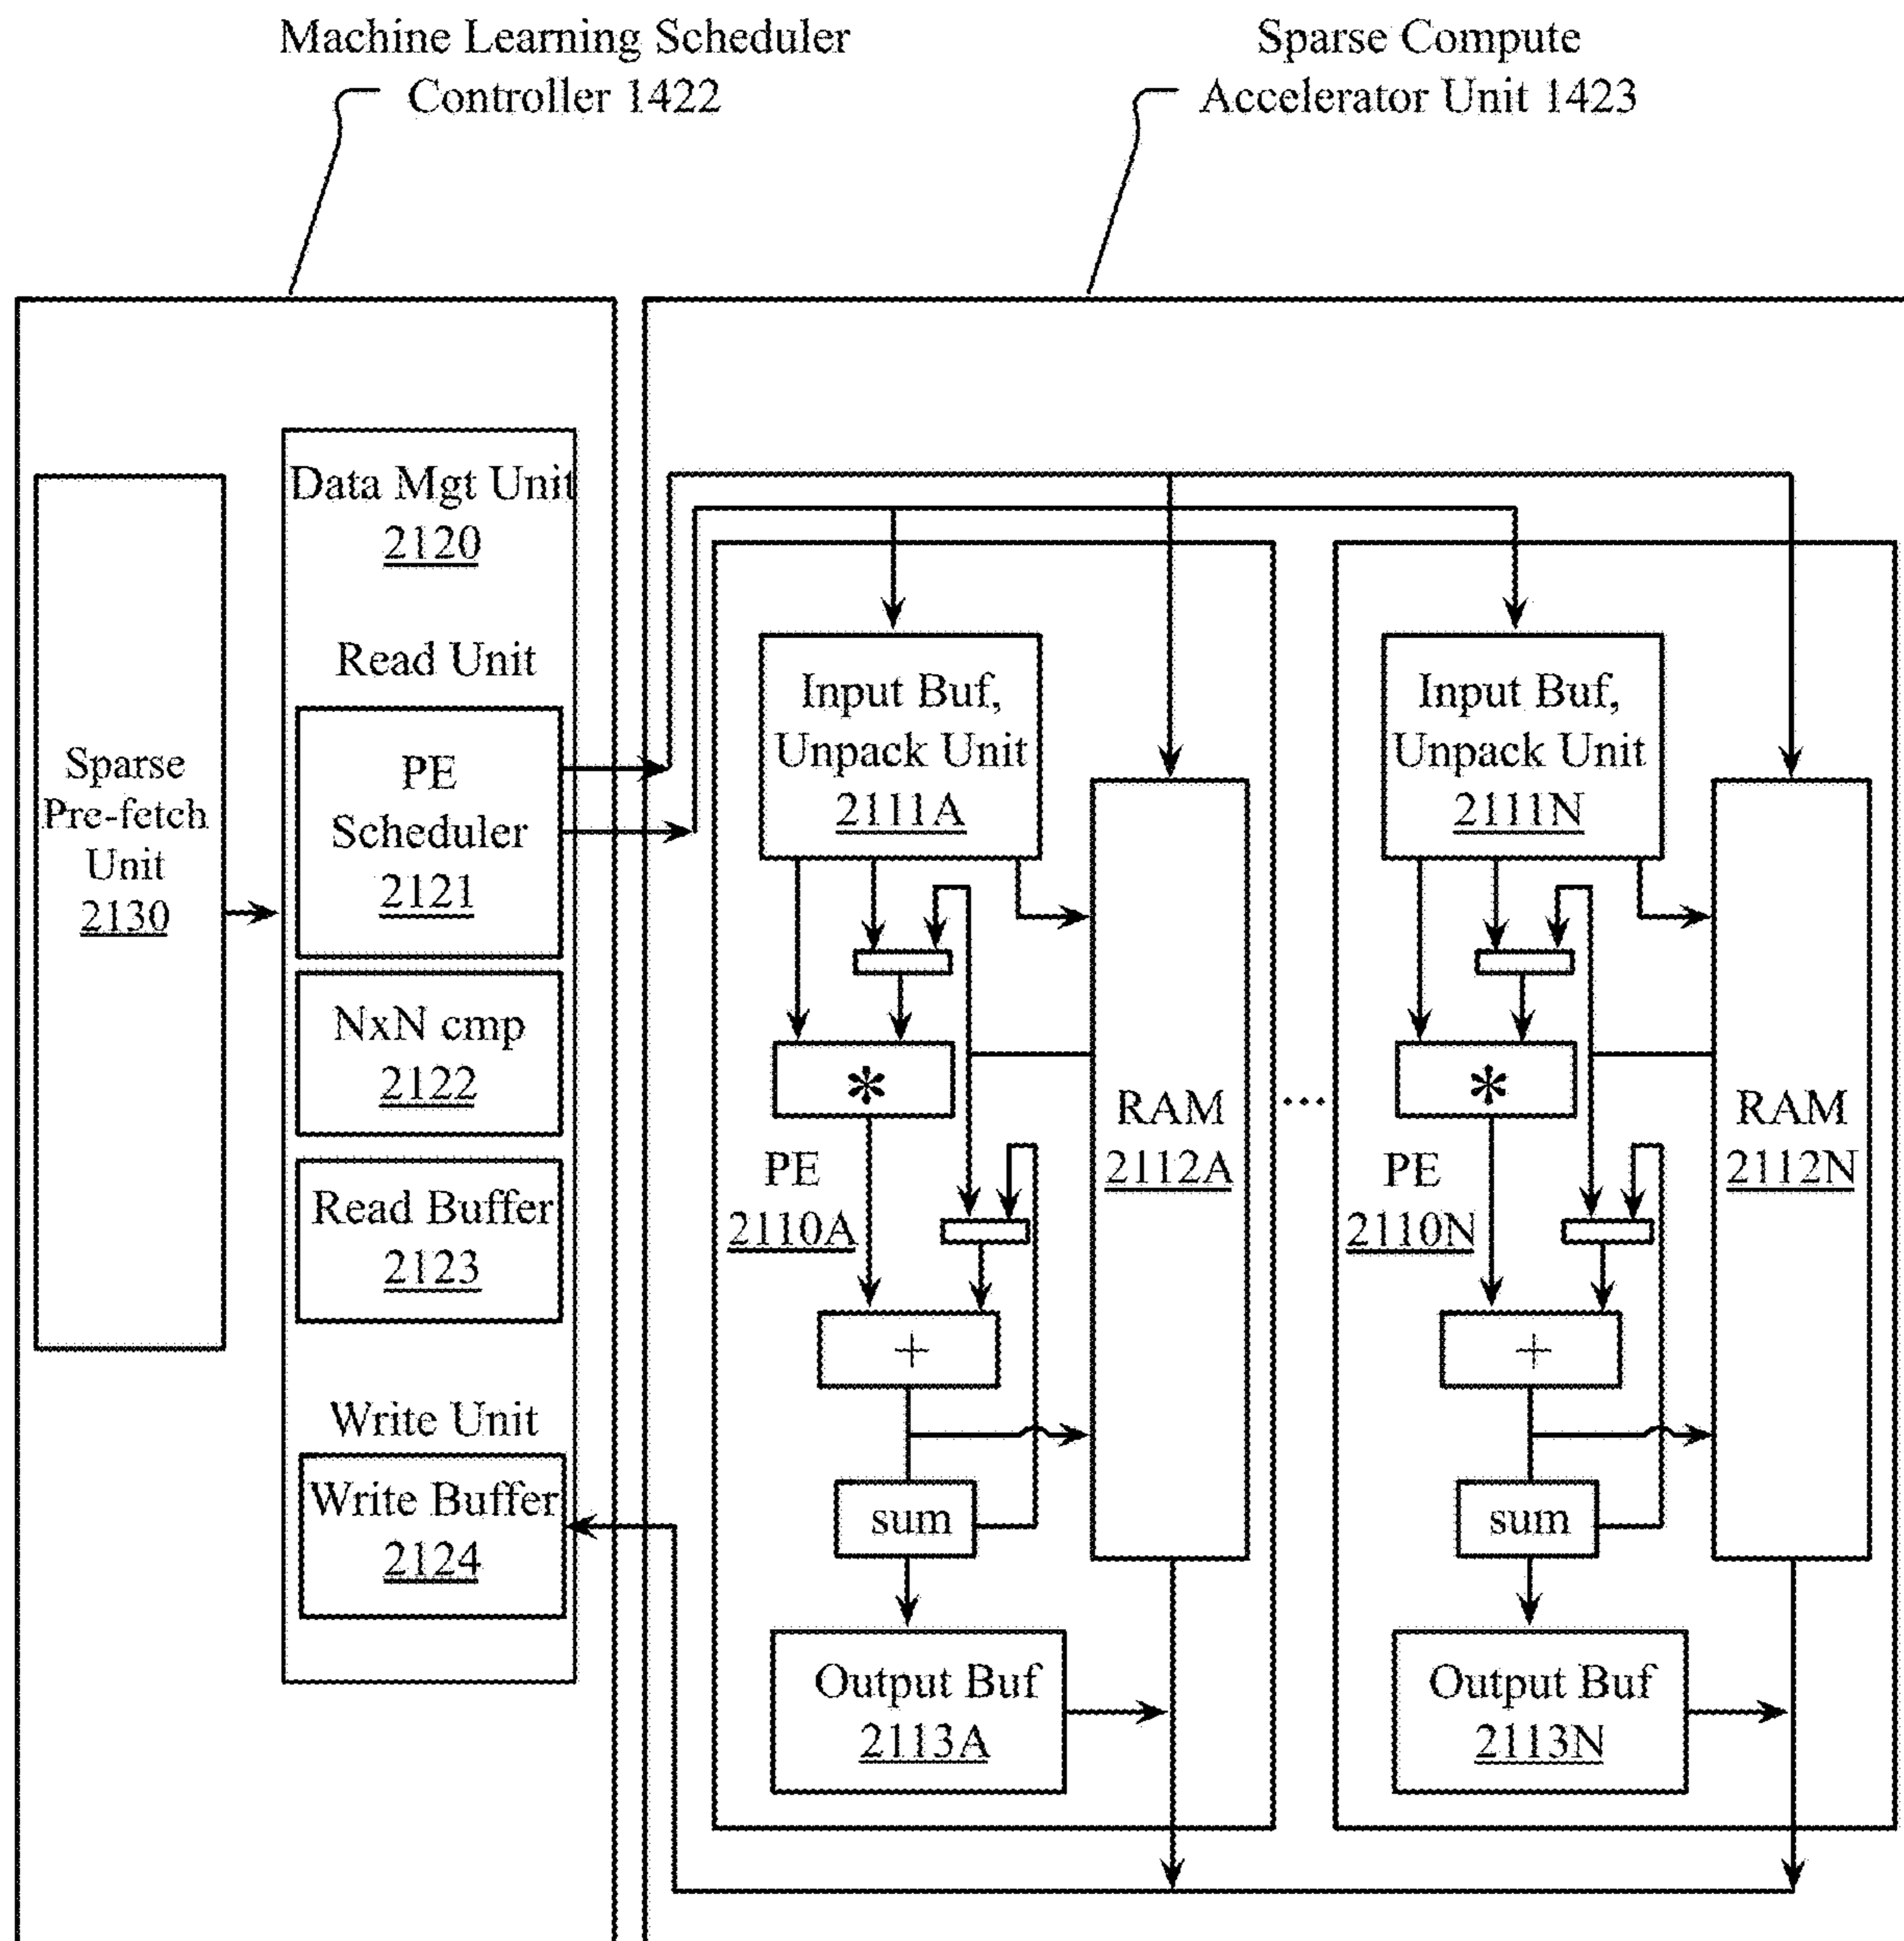 Machine Learning Scheduler
Controller 1422
Sparse Compute
Accelerator Unit 1423
Sparse
Pre-fetch
Unit
2130
Data Mgt Unit
2120
Read Unit
PE
Scheduler
2121
NxN cmp
2122
Read Buffer
2123
Write Unit
Write Buffer
2124
Input Buf,
Unpack Unit
2111A
*
PE
2110A
RAM
2112A
+
sum
Output Buf
2113A
...
Input Buf,
Unpack Unit
2111N
*
PE
2110N
RAM
2112N
+
sum
Output Buf
2113N